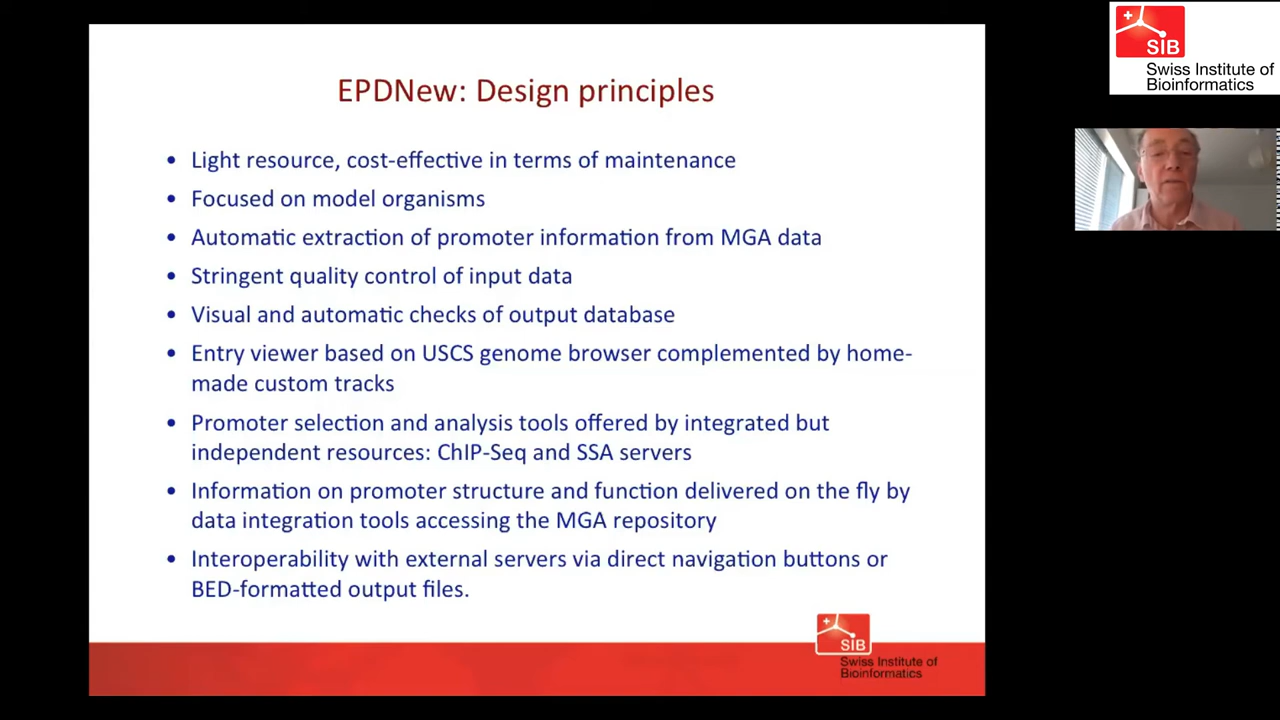 EPDNew: Design principles
• Light resource, cost-effective in terms of maintenance
• Focused on model organisms
• Automatic extraction of promoter information from MGA data
• Stringent quality control of input data
• Visual and automatic checks of output database
• Entry viewer based on USCS genome browser complemented by home-
made custom tracks
• Promoter selection and analysis tools offered by integrated but
independent resources: ChIP-Seq and SSA servers
• Information on promoter structure and function delivered on the fly by
data integration tools accessing the MGA repository
• Interoperability with external servers via direct navigation buttons or
BED-formatted output files.
SIB
Swiss Institute of
Bioinformatics
SIB
Swiss Institute of
Bioinformatics